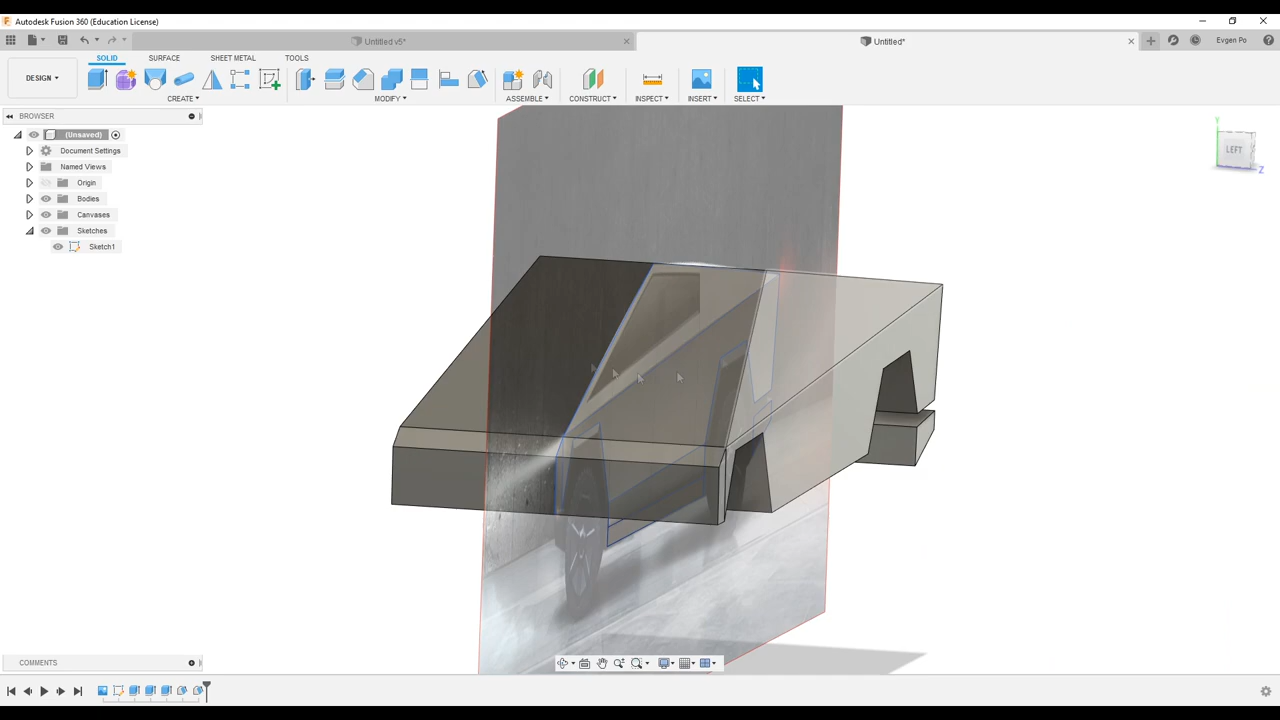 Autodesk Fusion 360 (Education License)
Untitled v5*
Untitled*
Evgen Po
SOLID
SURFACE
SHEET METAL
TOOLS
DESIGN
CREATE
MODIFY
ASSEMBLE
CONSTRUCT
INSPECT
INSERT
SELECT
BROWSER
(Unsaved)
Document Settings
Named Views
Origin
Bodies
Canvases
Sketches
Sketch1
Y
LEFT
Z
COMMENTS